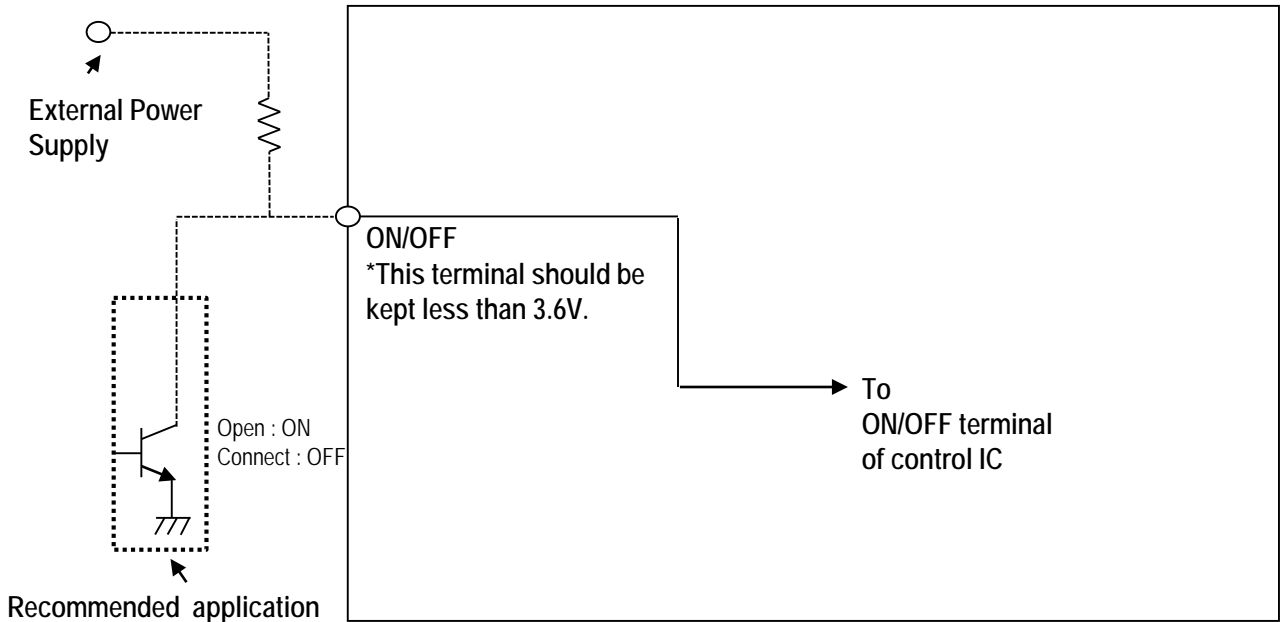 External Power
Supply
ON/OFF
*This terminal should be
kept less than 3.6V.
To
ON/OFF terminal
of control IC
Open : ON
Connect : OFF
Recommended application